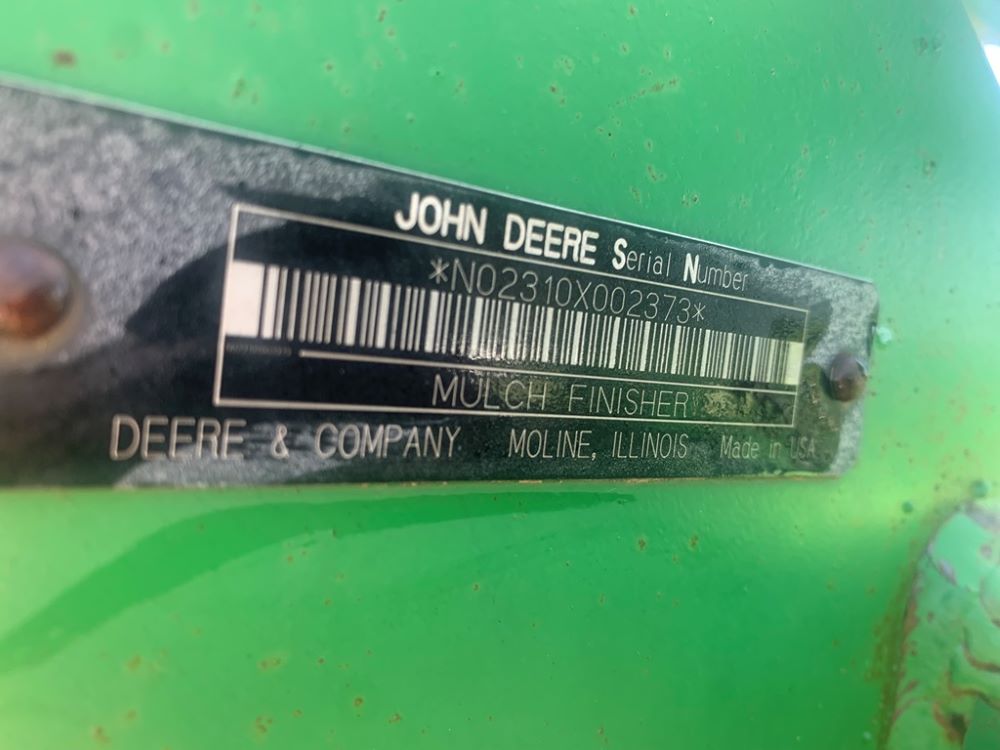 JOHN DEERE Serial Number
*N02310X002373*
MULCH FINISHER
DEERE & COMPANY MOLINE, ILLINOIS Made in USA